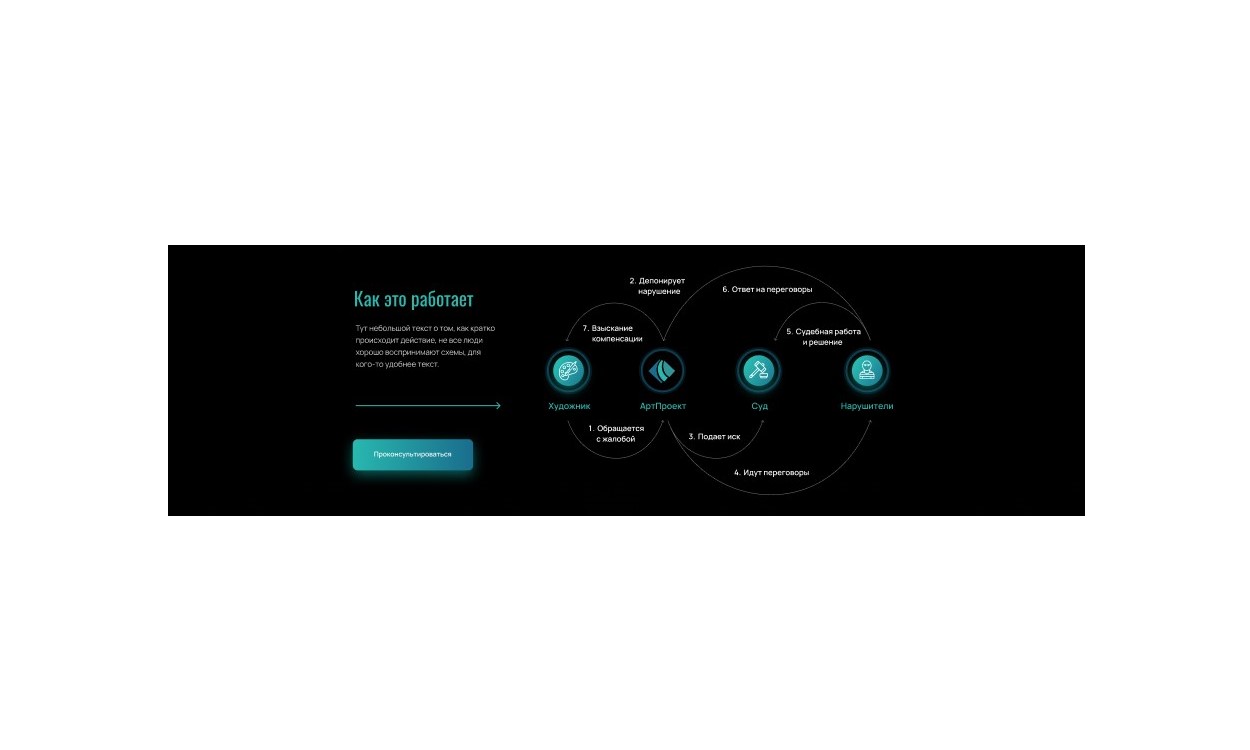 Как это работает
Тут небольшой текст о том, как кратко
происходит действие, не все люди
хорошо воспринимают схемы, для
кого-то удобнее текст.
Проконсультироваться
2. Депонирует
нарушение
6. Ответ на переговоры
7. Взыскание
компенсации
5. Судебная работа
и решение
Художник
АртПроект
Суд
Нарушители
1. Обращается
с жалобой
3. Подает иск
4. Идут переговоры